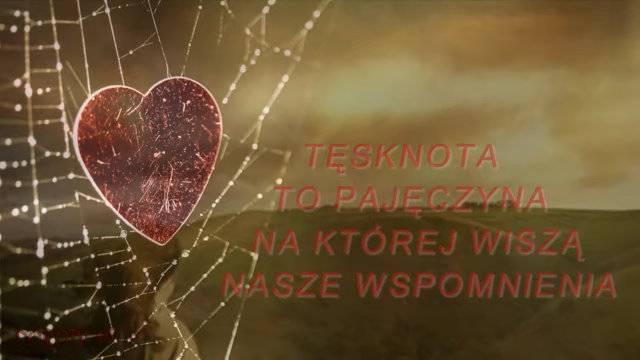 TĘSKNOTA
TO PAJĘCZYNA
NA KTÓREJ WISZĄ
NASZE WSPOMNIENIA